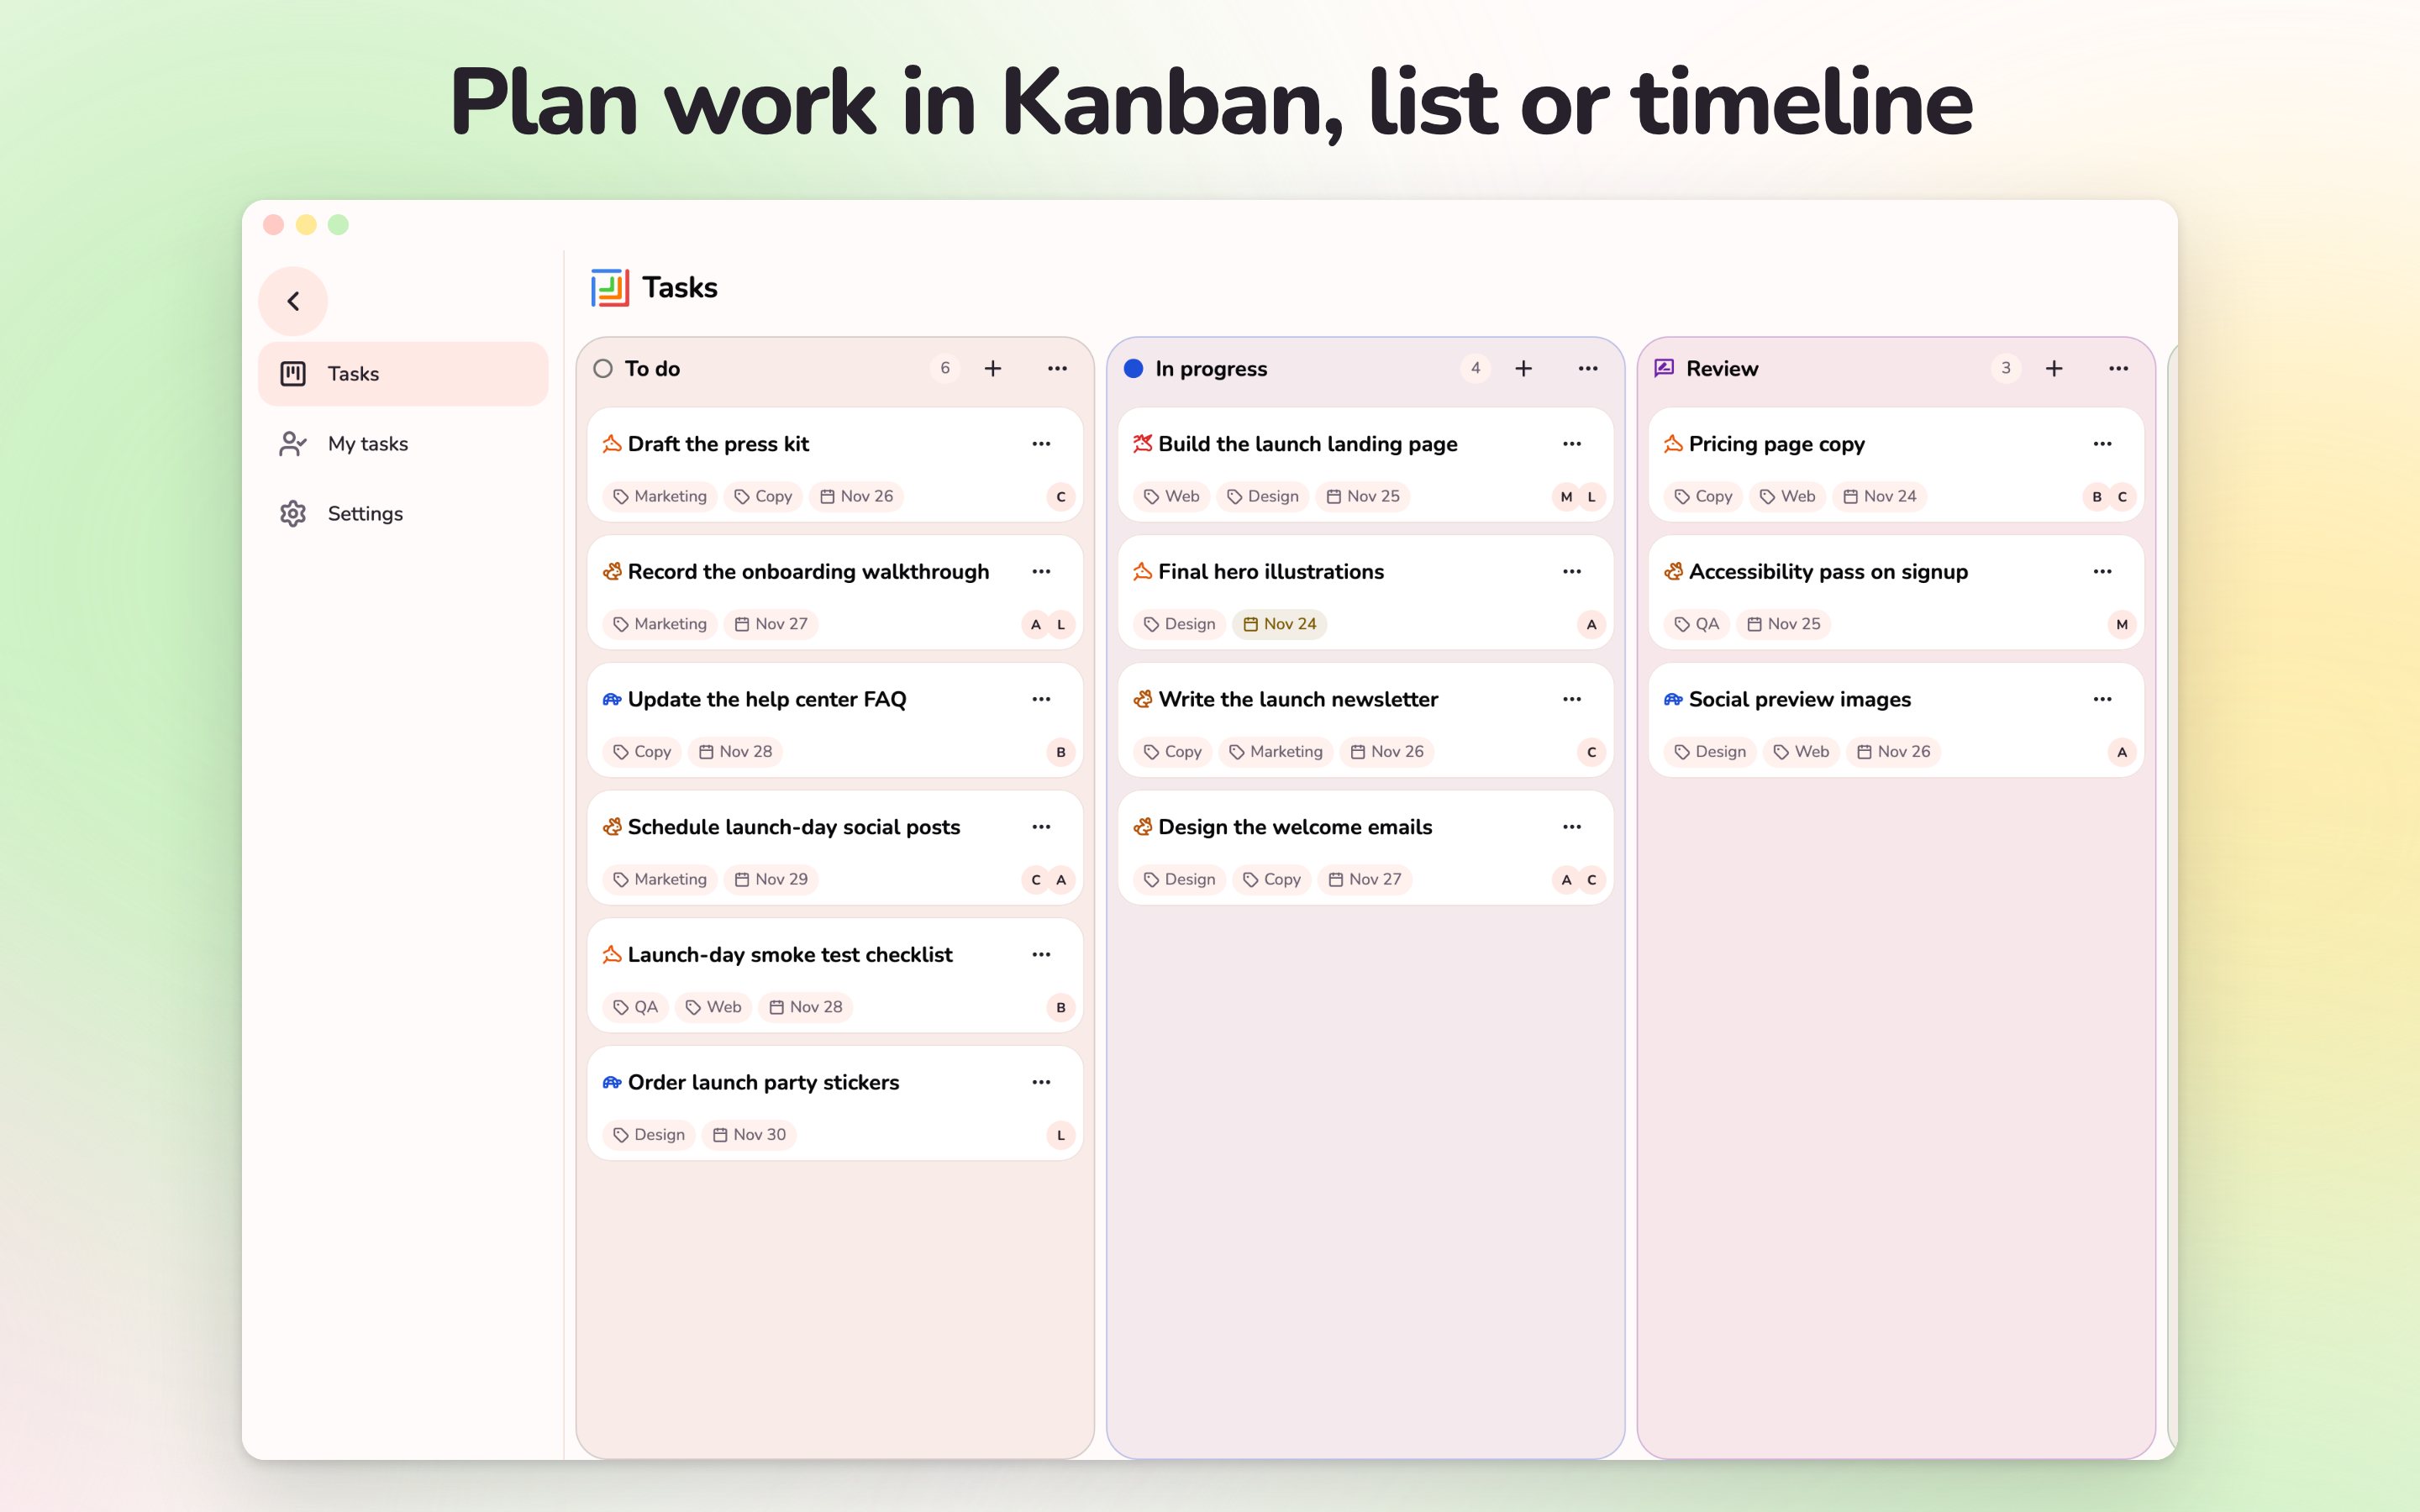 Plan work in Kanban, list or timeline
Tasks
My tasks
Settings
Tasks
To do 6
Draft the press kit
Marketing Copy Nov 26 C
Record the onboarding walkthrough
Marketing Nov 27 A L
Update the help center FAQ
Copy Nov 28 B
Schedule launch-day social posts
Marketing Nov 29 C A
Launch-day smoke test checklist
QA Web Nov 28 B
Order launch party stickers
Design Nov 30 L
In progress 4
Build the launch landing page
Web Design Nov 25 M L
Final hero illustrations
Design Nov 24 A
Write the launch newsletter
Copy Marketing Nov 26 C
Design the welcome emails
Design Copy Nov 27 A C
Review 3
Pricing page copy
Copy Web Nov 24 B C
Accessibility pass on signup
QA Nov 25 M
Social preview images
Design Web Nov 26 A